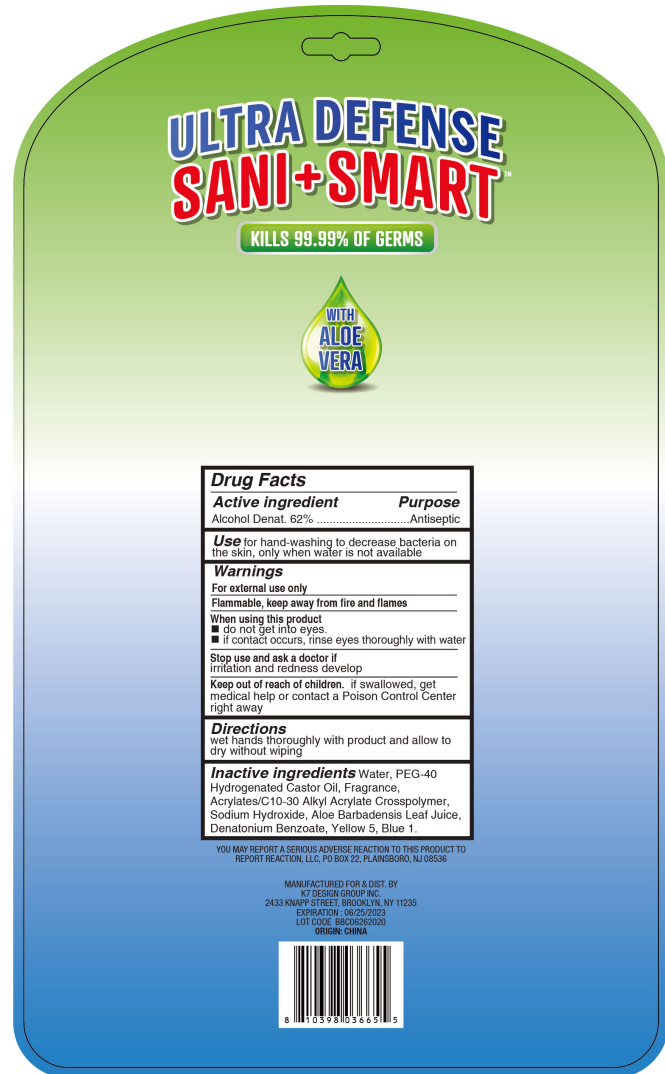 ULTRA DEFENSE
SANI+SMART™
KILLS 99.99% OF GERMS
WITH
ALOE
VERA
Drug Facts
Active ingredient Purpose
Alcohol Denat. 62% .............................Antiseptic
Use for hand-washing to decrease bacteria on
the skin, only when water is not available
Warnings
For external use only
Flammable, keep away from fire and flames
When using this product
■ do not get into eyes.
■ if contact occurs, rinse eyes thoroughly with water
Stop use and ask a doctor if
irritation and redness develop
Keep out of reach of children. if swallowed, get
medical help or contact a Poison Control Center
right away
Directions
wet hands thoroughly with product and allow to
dry without wiping
Inactive ingredients Water, PEG-40
Hydrogenated Castor Oil, Fragrance,
Acrylates/C10-30 Alkyl Acrylate Crosspolymer,
Sodium Hydroxide, Aloe Barbadensis Leaf Juice,
Denatonium Benzoate, Yellow 5, Blue 1.
YOU MAY REPORT A SERIOUS ADVERSE REACTION TO THIS PRODUCT TO
REPORT REACTION, LLC, PO BOX 22, PLAINSBORO, NJ 08536
MANUFACTURED FOR & DIST. BY
K7 DESIGN GROUP INC.
2433 KNAPP STREET, BROOKLYN, NY 11235
EXPIRATION : 06/25/2023
LOT CODE BBC06262020
ORIGIN: CHINA
8 10398 03665 5